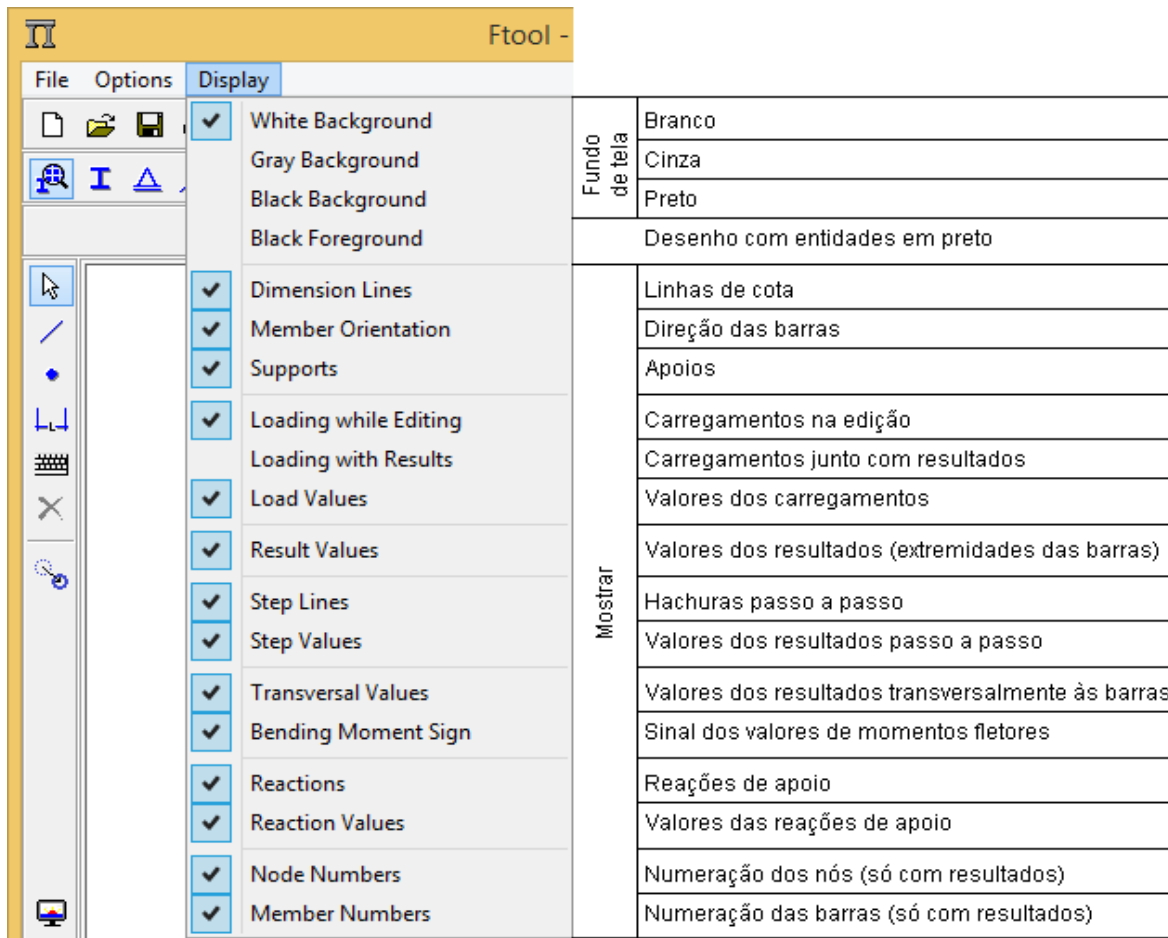 Ftool -
File Options Display
White Background
Gray Background
Black Background
Black Foreground
Dimension Lines
Member Orientation
Supports
Loading while Editing
Loading with Results
Load Values
Result Values
Step Lines
Step Values
Transversal Values
Bending Moment Sign
Reactions
Reaction Values
Node Numbers
Member Numbers
Fundo
de tela
Branco
Cinza
Preto
Desenho com entidades em preto
Mostrar
Linhas de cota
Direção das barras
Apoios
Carregamentos na edição
Carregamentos junto com resultados
Valores dos carregamentos
Valores dos resultados (extremidades das barras)
Hachuras passo a passo
Valores dos resultados passo a passo
Valores dos resultados transversalmente às barras
Sinal dos valores de momentos fletores
Reações de apoio
Valores das reações de apoio
Numeração dos nós (só com resultados)
Numeração das barras (só com resultados)